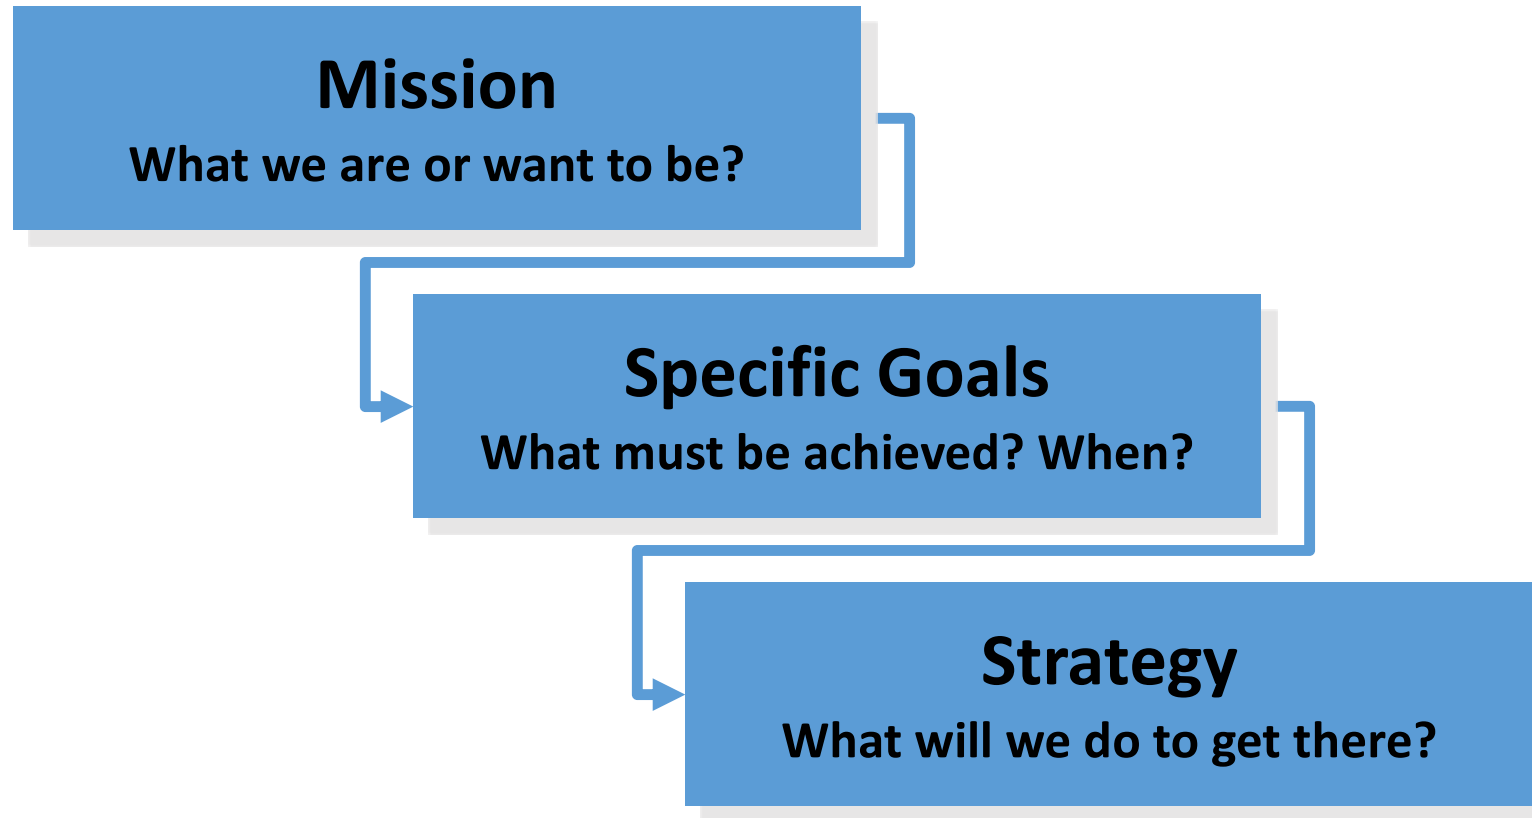 Mission
What we are or want to be?
Specific Goals
What must be achieved? When?
Strategy
What will we do to get there?